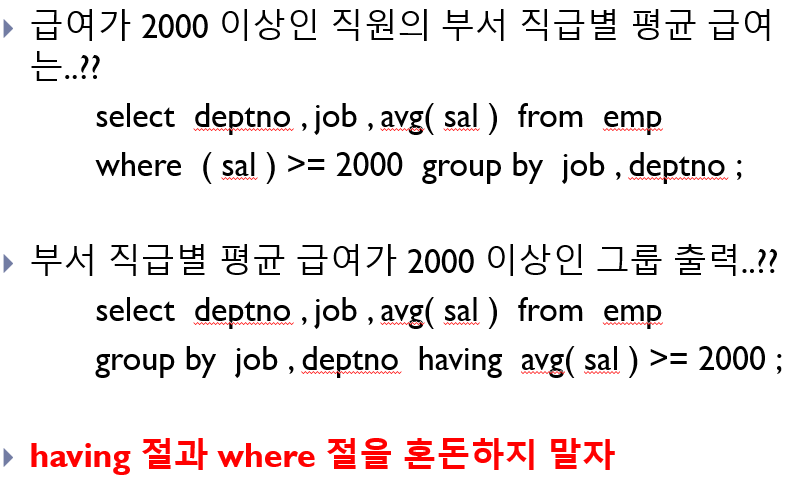 급여가 2000 이상인 직원의 부서 직급별 평균 급여
는..??
select deptno , job , avg( sal ) from emp
where ( sal ) >= 2000 group by job , deptno ;
부서 직급별 평균 급여가 2000 이상인 그룹 출력..??
select deptno , job , avg( sal ) from emp
group by job , deptno having avg( sal ) >= 2000 ;
having 절과 where 절을 혼돈하지 말자